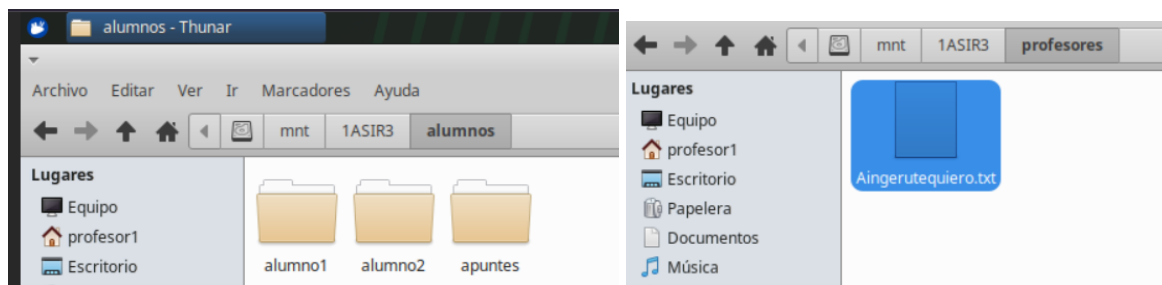 alumnos - Thunar
Archivo Editar Ver Ir Marcadores Ayuda
mnt 1ASIR3 alumnos
Lugares
Equipo
profesor1
Escritorio
alumno1 alumno2 apuntes
mnt 1ASIR3 profesores
Lugares
Equipo
profesor1
Escritorio
Papelera
Documentos
Música
Aingerutequiero.txt